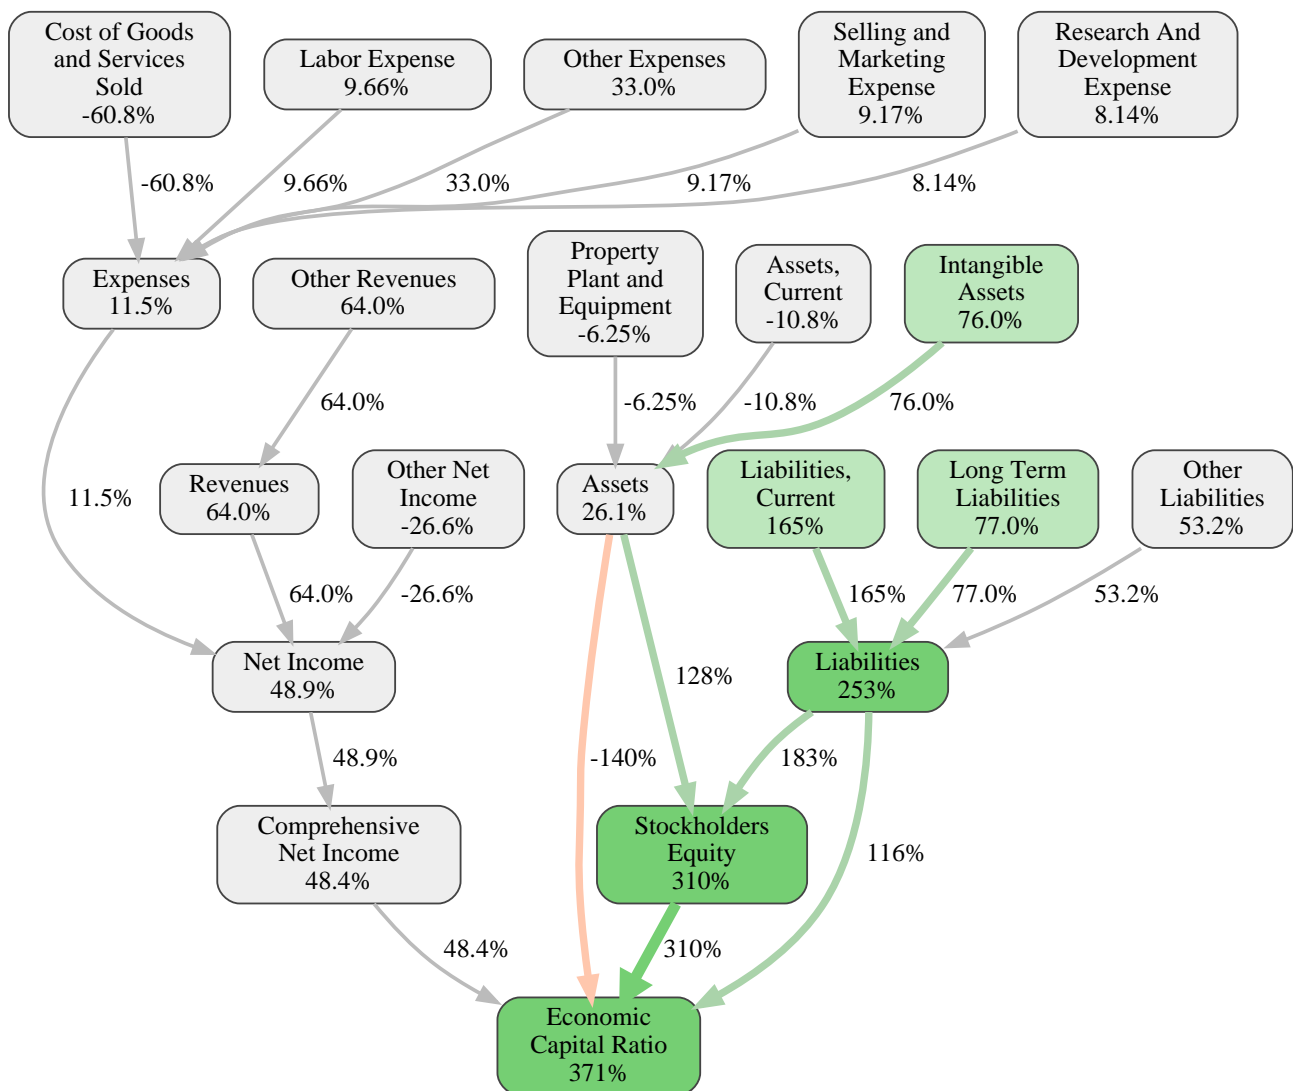 Cost of Goods
and Services
Sold
-60.8%
Labor Expense
9.66%
Other Expenses
33.0%
Selling and
Marketing
Expense
9.17%
Research And
Development
Expense
8.14%
-60.8%
9.66%
33.0%
9.17%
8.14%
Expenses
11.5%
Other Revenues
64.0%
Property
Plant and
Equipment
-6.25%
Assets,
Current
-10.8%
Intangible
Assets
76.0%
64.0%
-6.25%
-10.8%
76.0%
11.5%
Revenues
64.0%
Other Net
Income
-26.6%
Assets
26.1%
Liabilities,
Current
165%
Long Term
Liabilities
77.0%
Other
Liabilities
53.2%
64.0%
-26.6%
165%
77.0%
53.2%
Net Income
48.9%
128%
Liabilities
253%
48.9%
-140%
183%
Comprehensive
Net Income
48.4%
Stockholders
Equity
310%
116%
48.4%
310%
Economic
Capital Ratio
371%